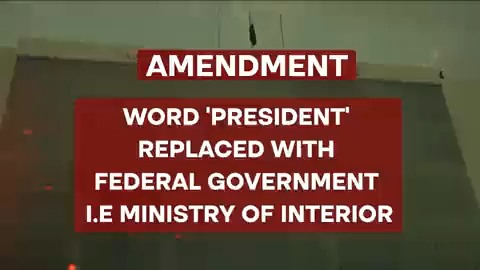 AMENDMENT
WORD 'PRESIDENT'
REPLACED WITH
FEDERAL GOVERNMENT
I.E MINISTRY OF INTERIOR